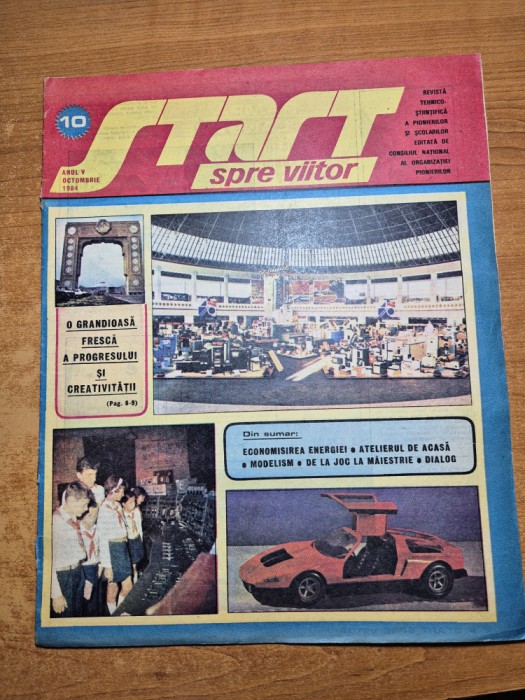 10
START
spre viitor
ANUL V
OCTOMBRIE
1984
REVISTĂ
TEHNICO-
ȘTIINȚIFICĂ
A PIONIERILOR
ȘI ȘCOLARILOR
EDITATĂ DE
CONSILIUL NAȚIONAL
AL ORGANIZAȚIEI
PIONIERILOR
O GRANDIOASĂ
FRESCĂ
A PROGRESULUI
ȘI
CREATIVITĂȚII
(Pag. 8-9)
Din sumar:
ECONOMISIREA ENERGIEI • ATELIERUL DE ACASĂ
• MODELISM • DE LA JOC LA MĂIESTRIE • DIALOG